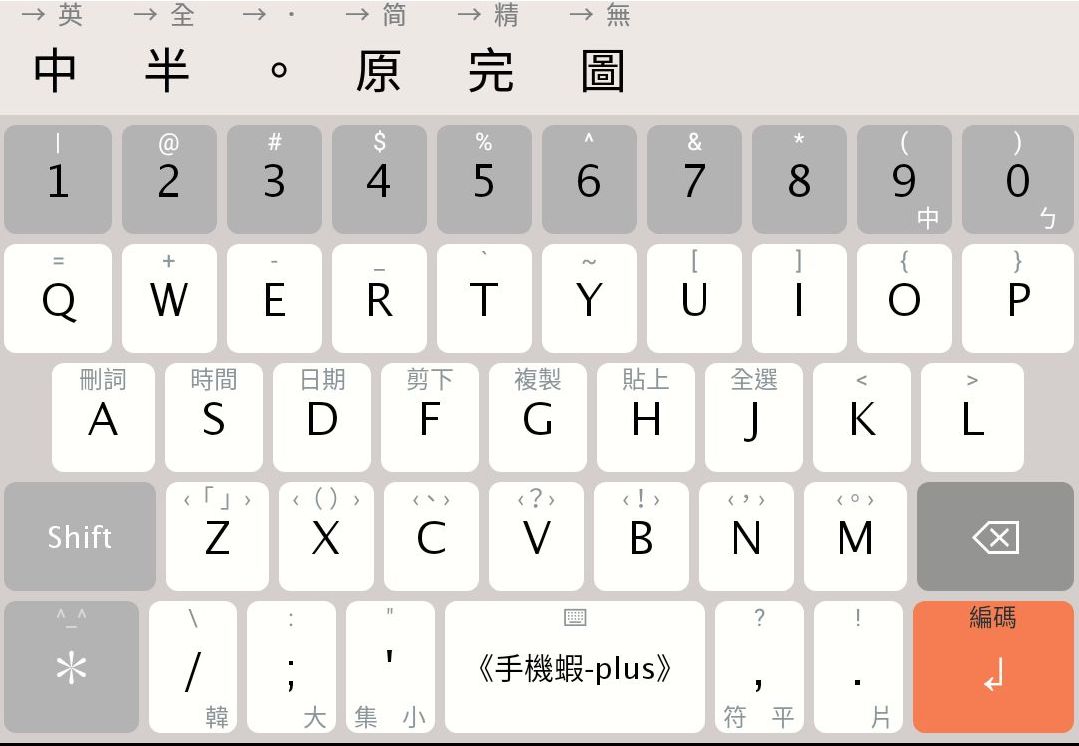 → 英 → 全 → · → 简 → 精 → 無
中 半 。 原 完 圖
| @ # $ % ^ & * ( )
1 2 3 4 5 6 7 8 9 0
中 ㄅ
= + - _ ` ~ [ ] { }
Q W E R T Y U I O P
刪詞 時間 日期 剪下 複製 貼上 全選 < >
A S D F G H J K L
‹「」› ‹（）› ‹、› ‹？› ‹！› ‹，› ‹。›
Shift Z X C V B N M
^_^ \ : " ? ! 編碼
* / ; ' 《手機蝦-plus》 , .
韓 大 集 小 符 平 片